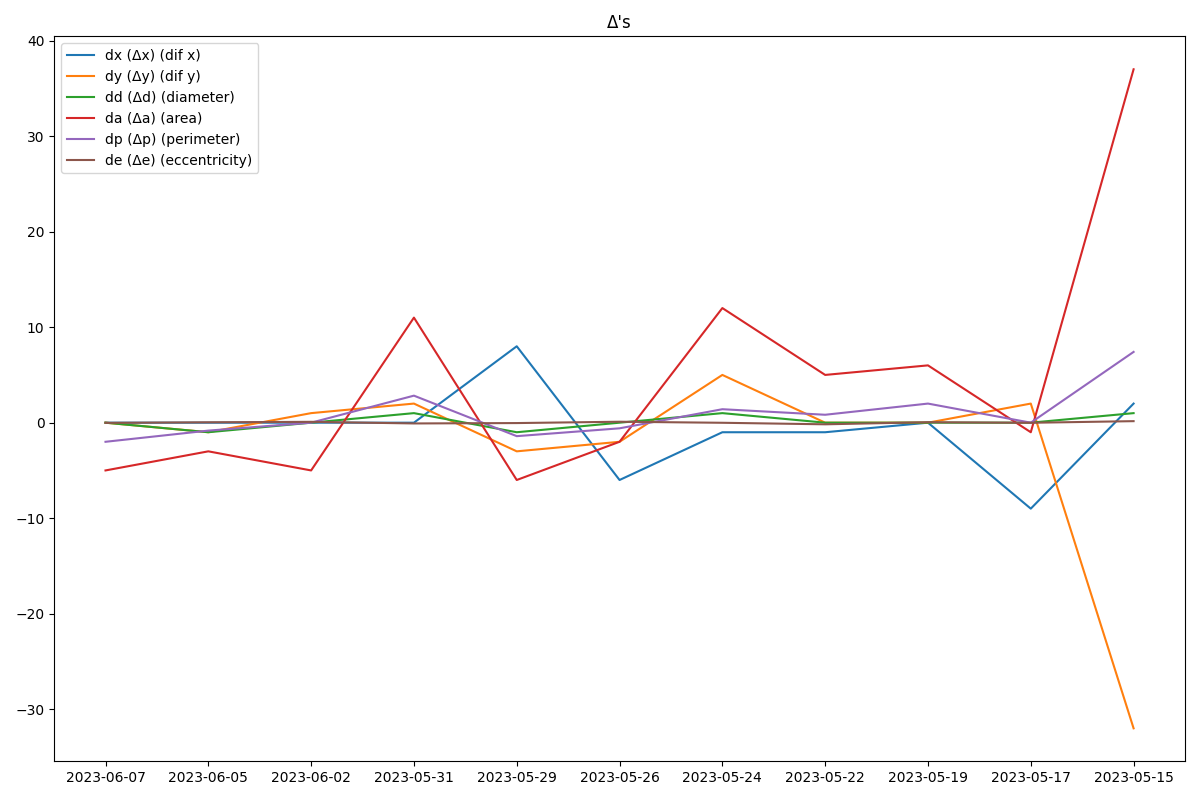 Δ's
dx (Δx) (dif x)
dy (Δy) (dif y)
dd (Δd) (diameter)
da (Δa) (area)
dp (Δp) (perimeter)
de (Δe) (eccentricity)
40
30
20
10
0
−10
−20
−30
2023-06-07 2023-06-05 2023-06-02 2023-05-31 2023-05-29 2023-05-26 2023-05-24 2023-05-22 2023-05-19 2023-05-17 2023-05-15